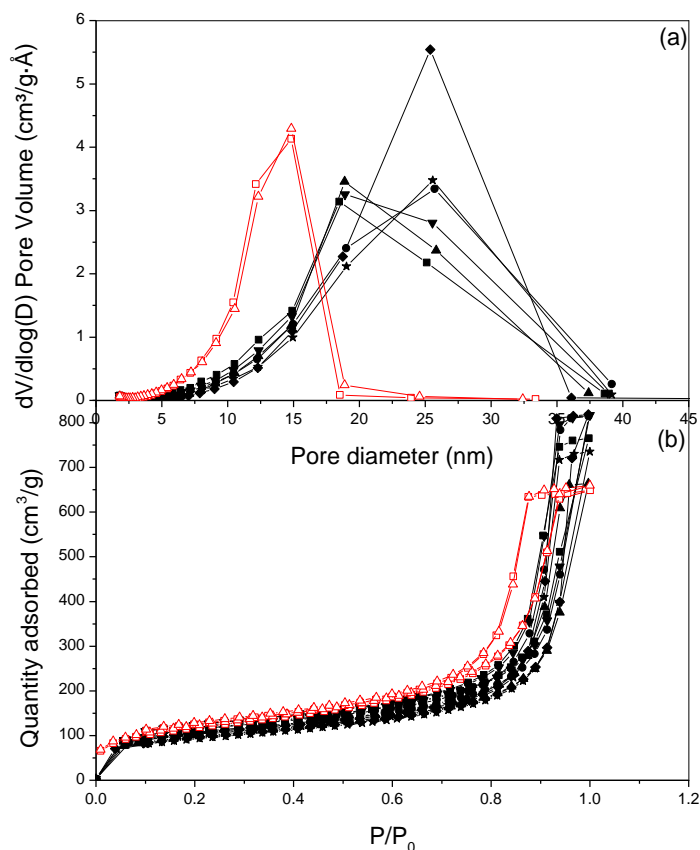 (a)
dV/dlog(D) Pore Volume (cm³/g·Å)
6
5
4
3
2
1
0
0 5 10 15 20 25 30 35 40 45
Pore diameter (nm)
(b)
Quantity adsorbed (cm³/g)
800
700
600
500
400
300
200
100
0
0.0 0.2 0.4 0.6 0.8 1.0 1.2
P/P₀